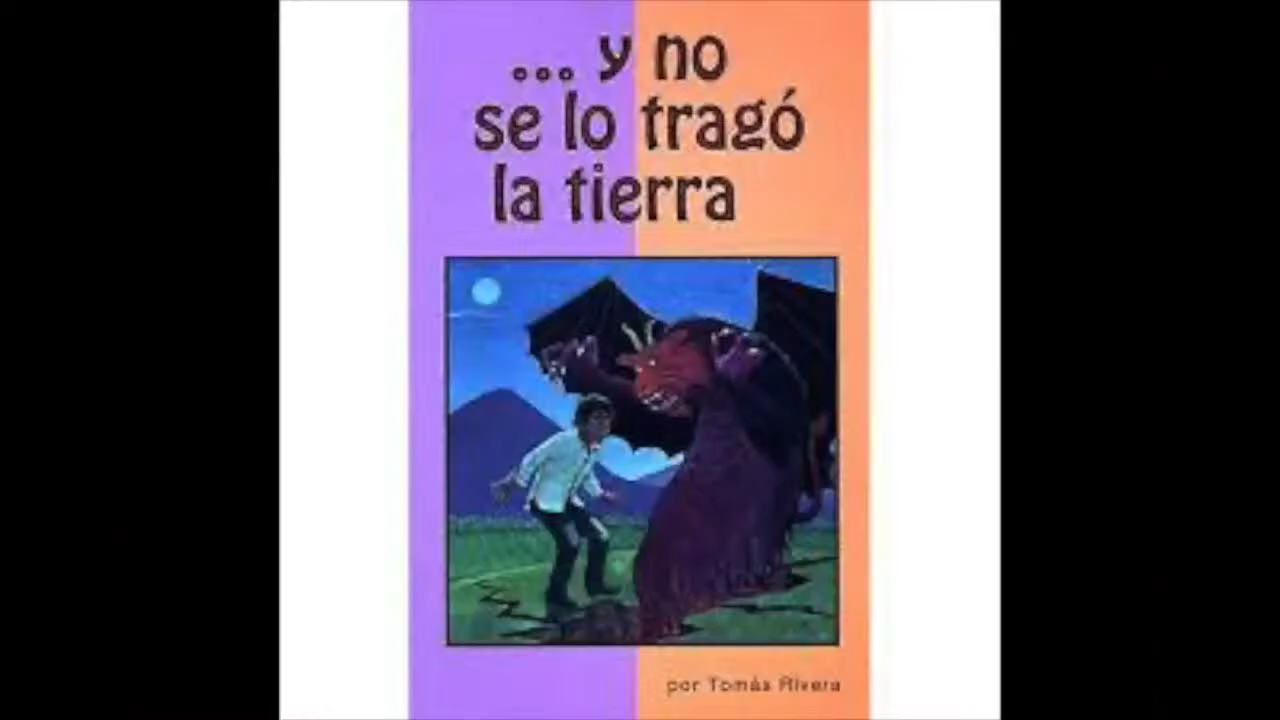 ... y no
se lo tragó
la tierra
por Tomás Rivera